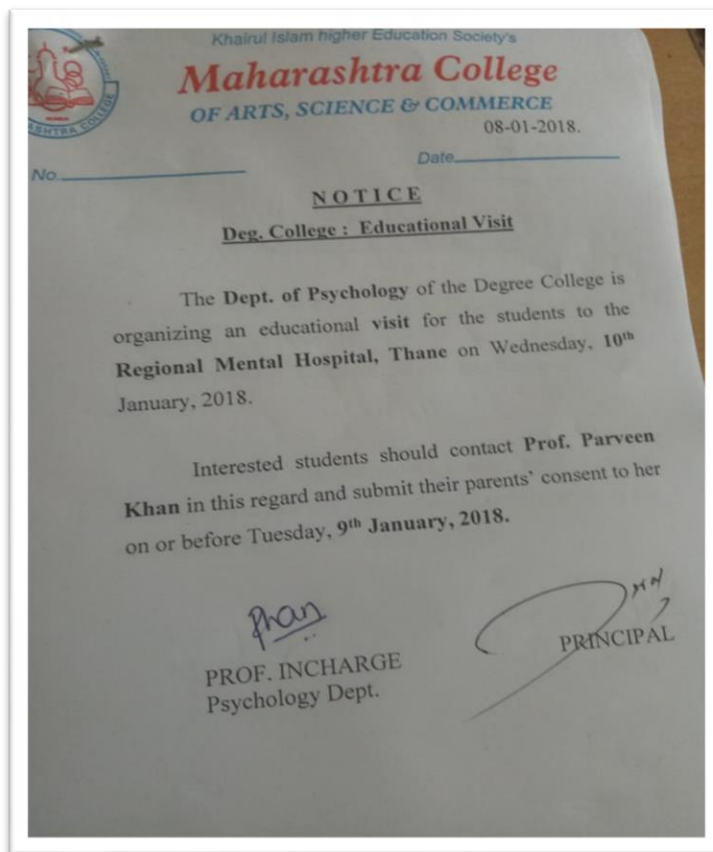 Khairul Islam higher Education Society's
Maharashtra College
OF ARTS, SCIENCE & COMMERCE
08-01-2018.
Date
No.
NOTICE
Deg. College : Educational Visit
The Dept. of Psychology of the Degree College is
organizing an educational visit for the students to the
Regional Mental Hospital, Thane on Wednesday, 10th
January, 2018.
Interested students should contact Prof. Parveen
Khan in this regard and submit their parents' consent to her
on or before Tuesday, 9th January, 2018.
PROF. INCHARGE
Psychology Dept.
PRINCIPAL